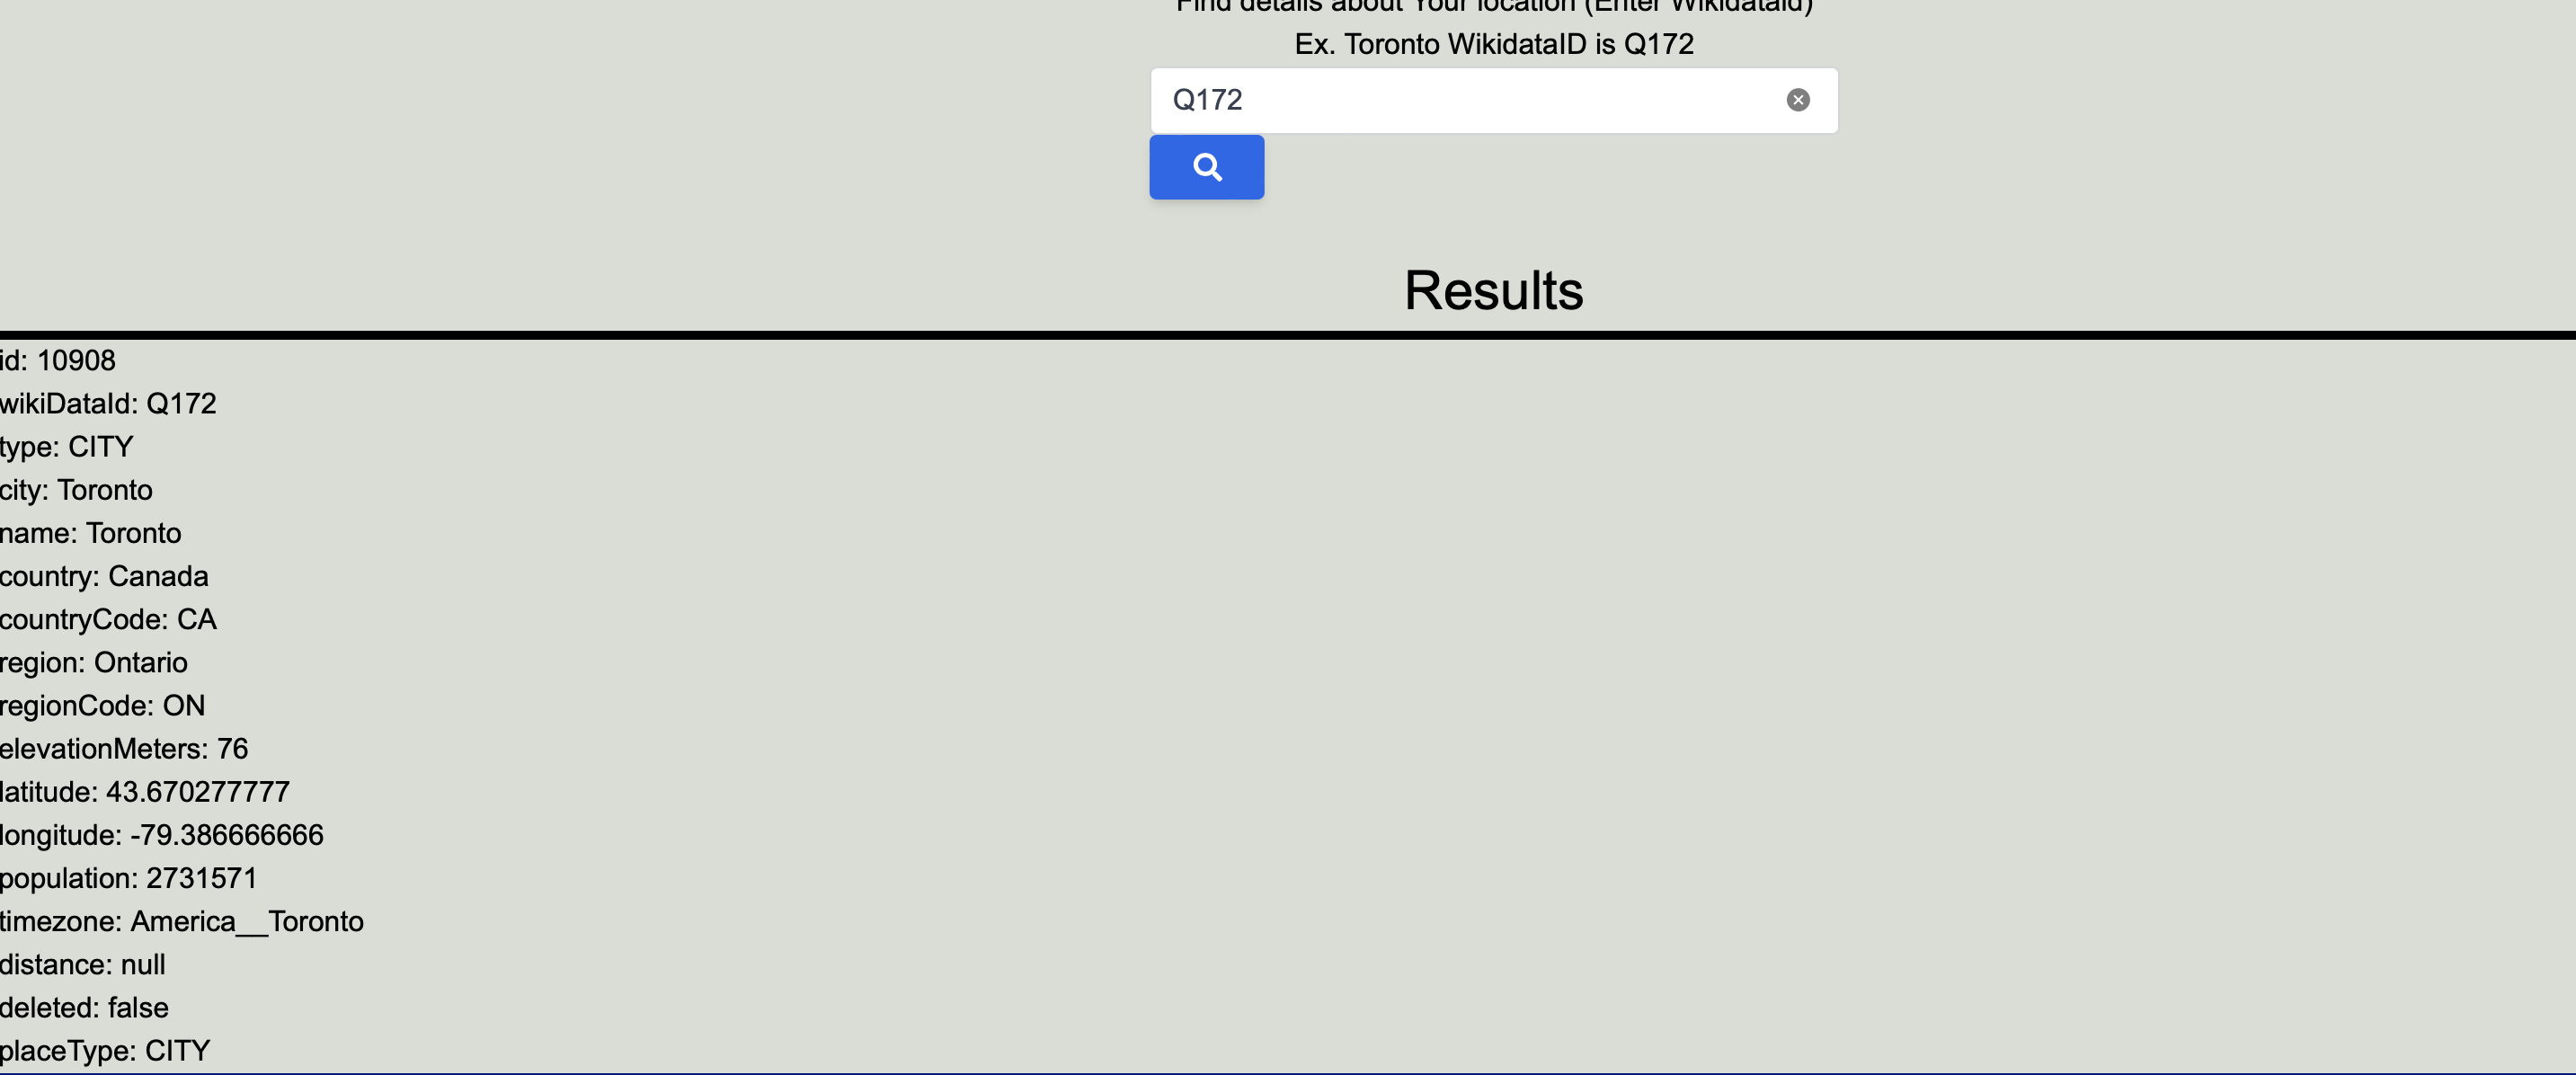 Find details about Your location (Enter WikidataId)
Ex. Toronto WikidataID is Q172
Q172
Results
id: 10908
wikiDataId: Q172
type: CITY
city: Toronto
name: Toronto
country: Canada
countryCode: CA
region: Ontario
regionCode: ON
elevationMeters: 76
latitude: 43.670277777
longitude: -79.386666666
population: 2731571
timezone: America__Toronto
distance: null
deleted: false
placeType: CITY